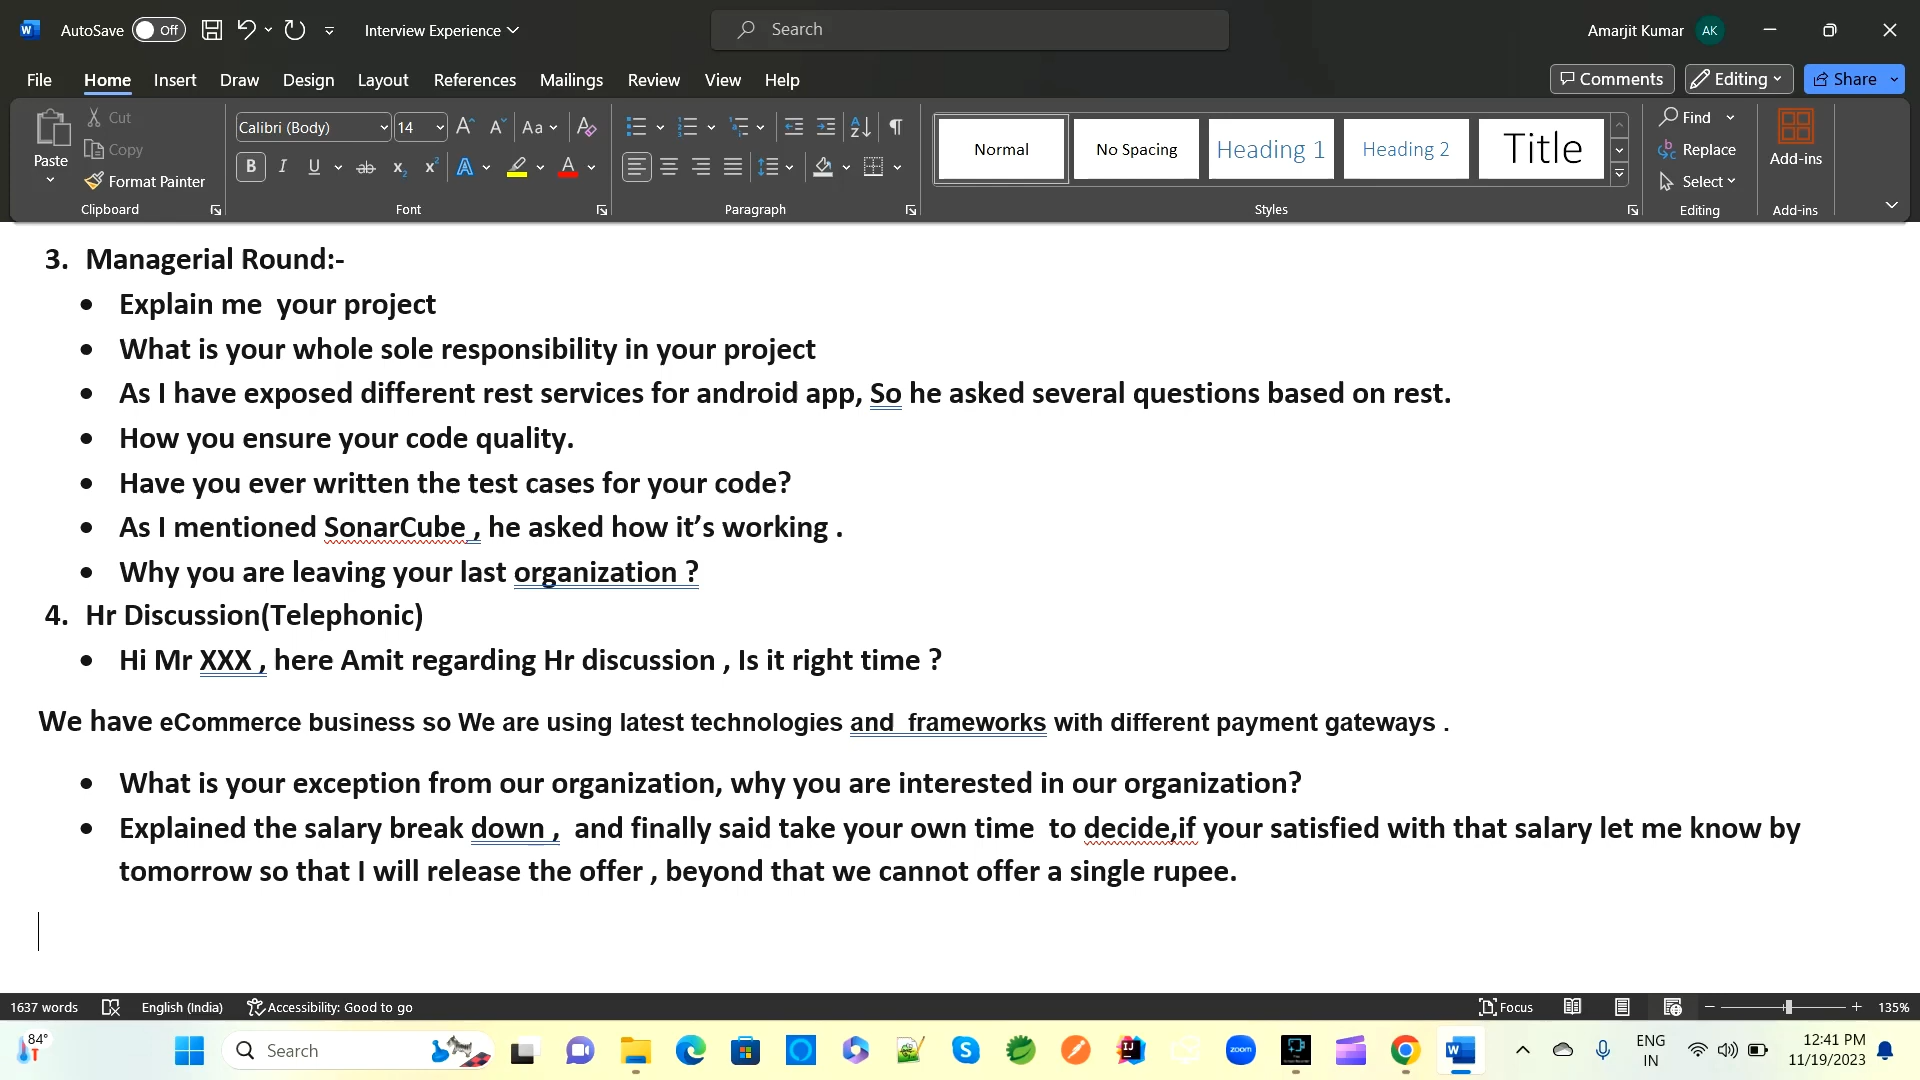 AutoSave Off Interview Experience Search Amarjit Kumar AK
File Home Insert Draw Design Layout References Mailings Review View Help Comments Editing Share
Paste Cut Copy Format Painter Clipboard
Calibri (Body) 14 Aa
B I U ab x₂ x² A A
Font
Paragraph
Normal No Spacing Heading 1 Heading 2 Title
Styles
Find Replace Select Editing
Add-ins Add-ins
3. Managerial Round:-
• Explain me  your project
• What is your whole sole responsibility in your project
• As I have exposed different rest services for android app, So he asked several questions based on rest.
• How you ensure your code quality.
• Have you ever written the test cases for your code?
• As I mentioned SonarCube , he asked how it’s working .
• Why you are leaving your last organization ?
4. Hr Discussion(Telephonic)
• Hi Mr XXX , here Amit regarding Hr discussion , Is it right time ?
We have eCommerce business so We are using latest technologies and  frameworks with different payment gateways .
• What is your exception from our organization, why you are interested in our organization?
• Explained the salary break down ,  and finally said take your own time  to decide,if your satisfied with that salary let me know by
tomorrow so that I will release the offer , beyond that we cannot offer a single rupee.
1637 words English (India) Accessibility: Good to go Focus 135%
84° Search zoom ENG IN 12:41 PM 11/19/2023